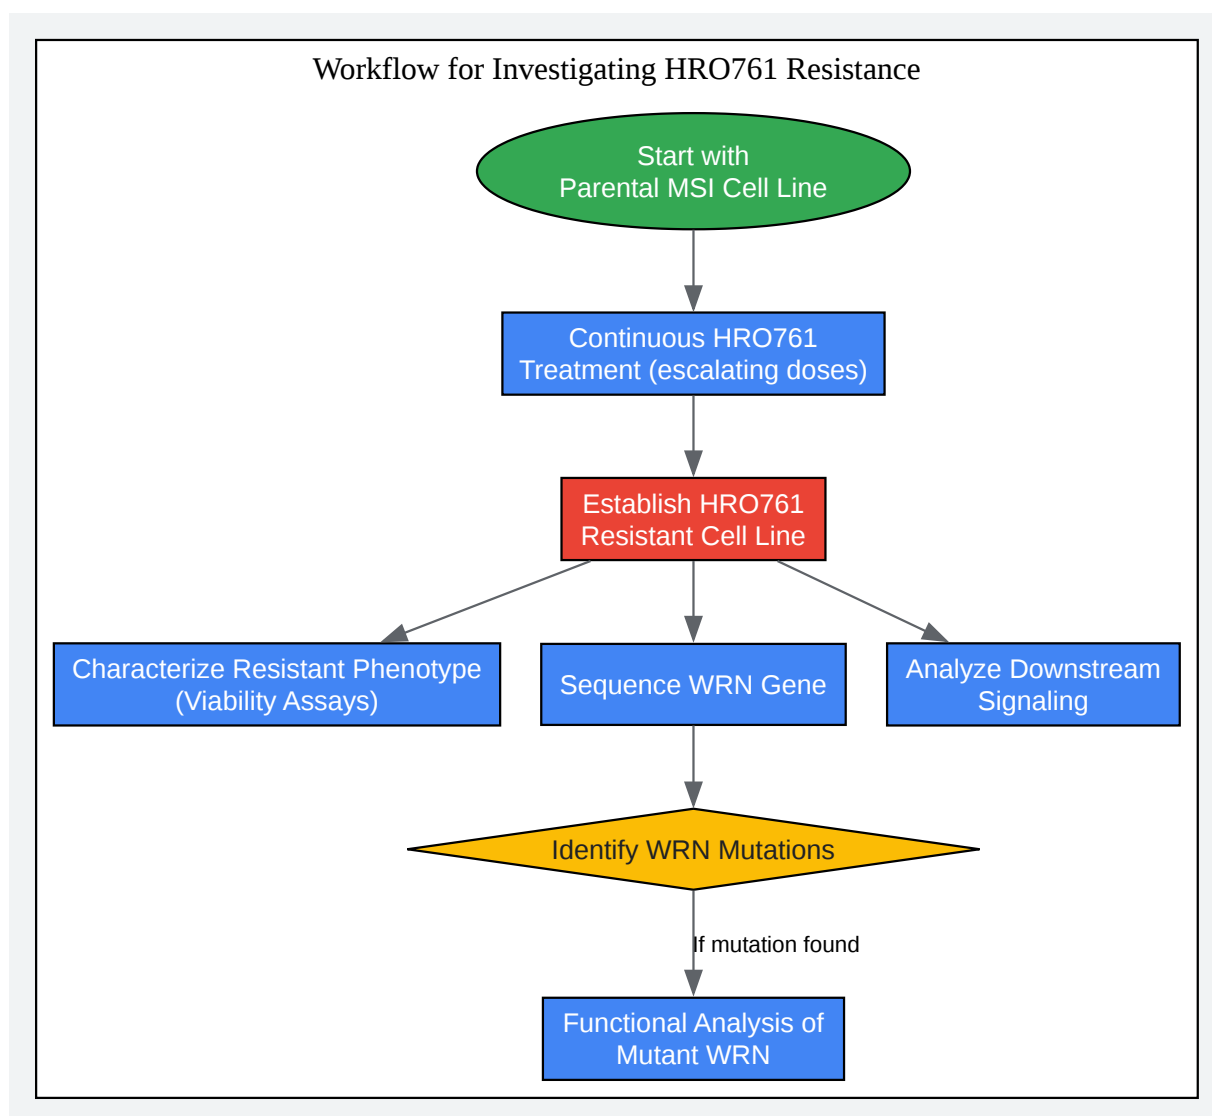 Workflow for Investigating HRO761 Resistance
Start with
Parental MSI Cell Line
Continuous HRO761
Treatment (escalating doses)
Establish HRO761
Resistant Cell Line
Characterize Resistant Phenotype
(Viability Assays)
Sequence WRN Gene
Analyze Downstream
Signaling
Identify WRN Mutations
If mutation found
Functional Analysis of
Mutant WRN